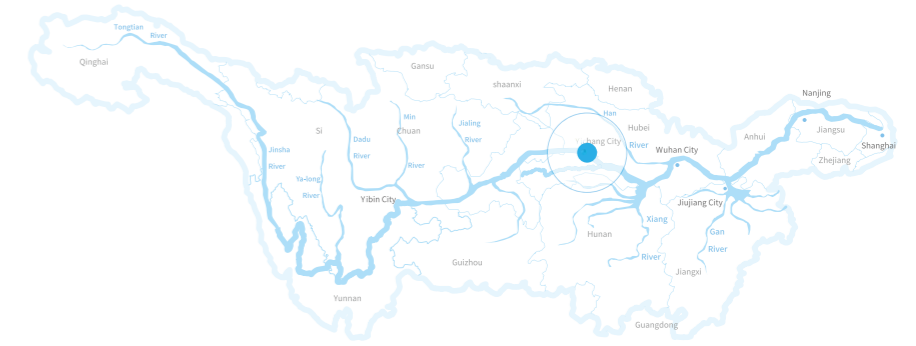 Tongtian
River
Qinghai
Gansu
shaanxi
Henan
Nanjing
Han
Min
Jialing
Hubei
Si
Chuan
Jiangsu
Anhui
Dadu
River
River
Shanghai
Jinsha
Wuhan City
River
Zhejiang
River
River
Ya-long
River
Yibin City
Jiujiang City
Xiang
Gan
Hunan
River
River
Guizhou
Jiangxi
Yunnan
Guangdong